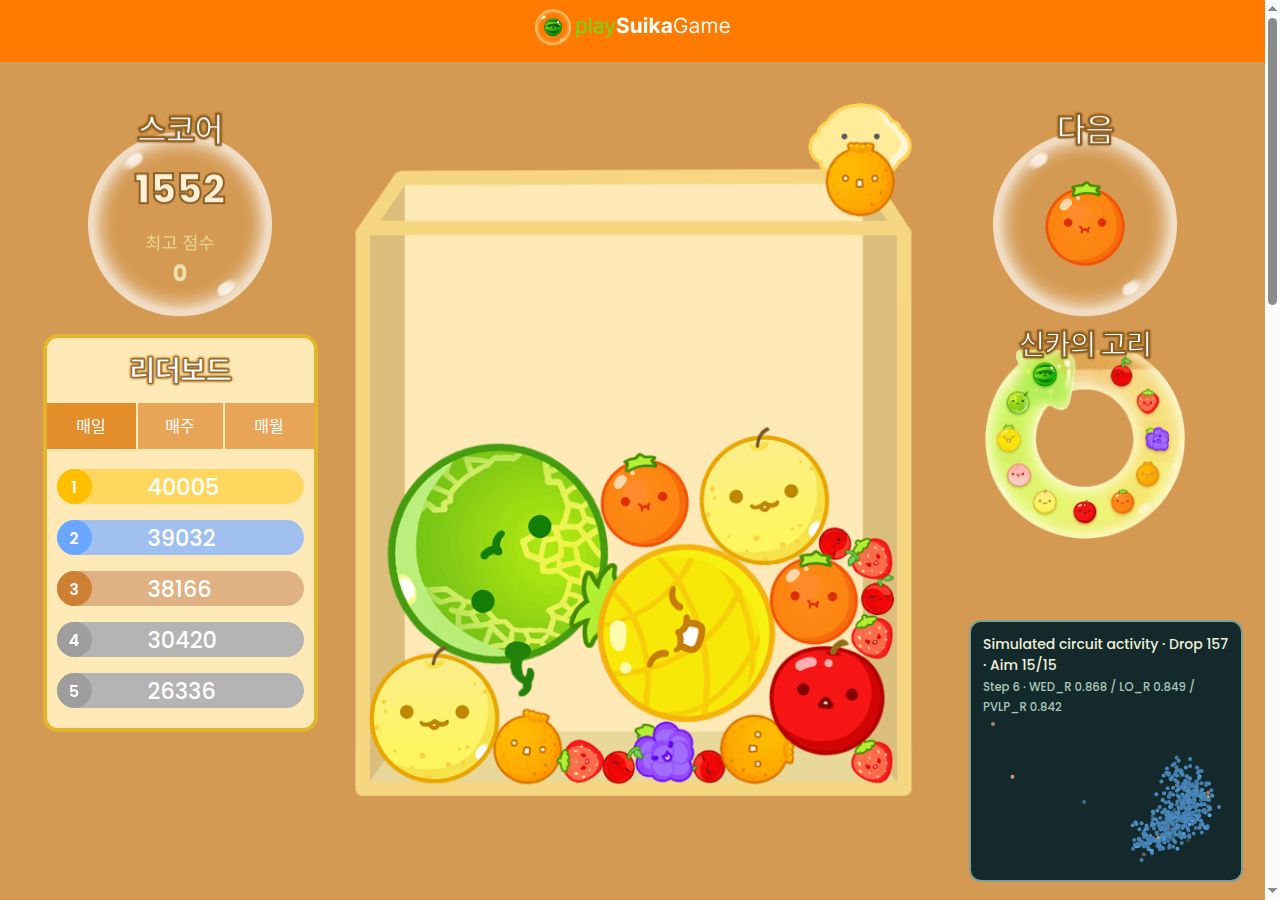 playSuikaGame
스코어
1552
최고 점수
0
다음
신카의 고리
리더보드
매일 매주 매월
1 40005
2 39032
3 38166
4 30420
5 26336
Simulated circuit activity · Drop 157
· Aim 15/15
Step 6 · WED_R 0.868 / LO_R 0.849 /
PVLP_R 0.842